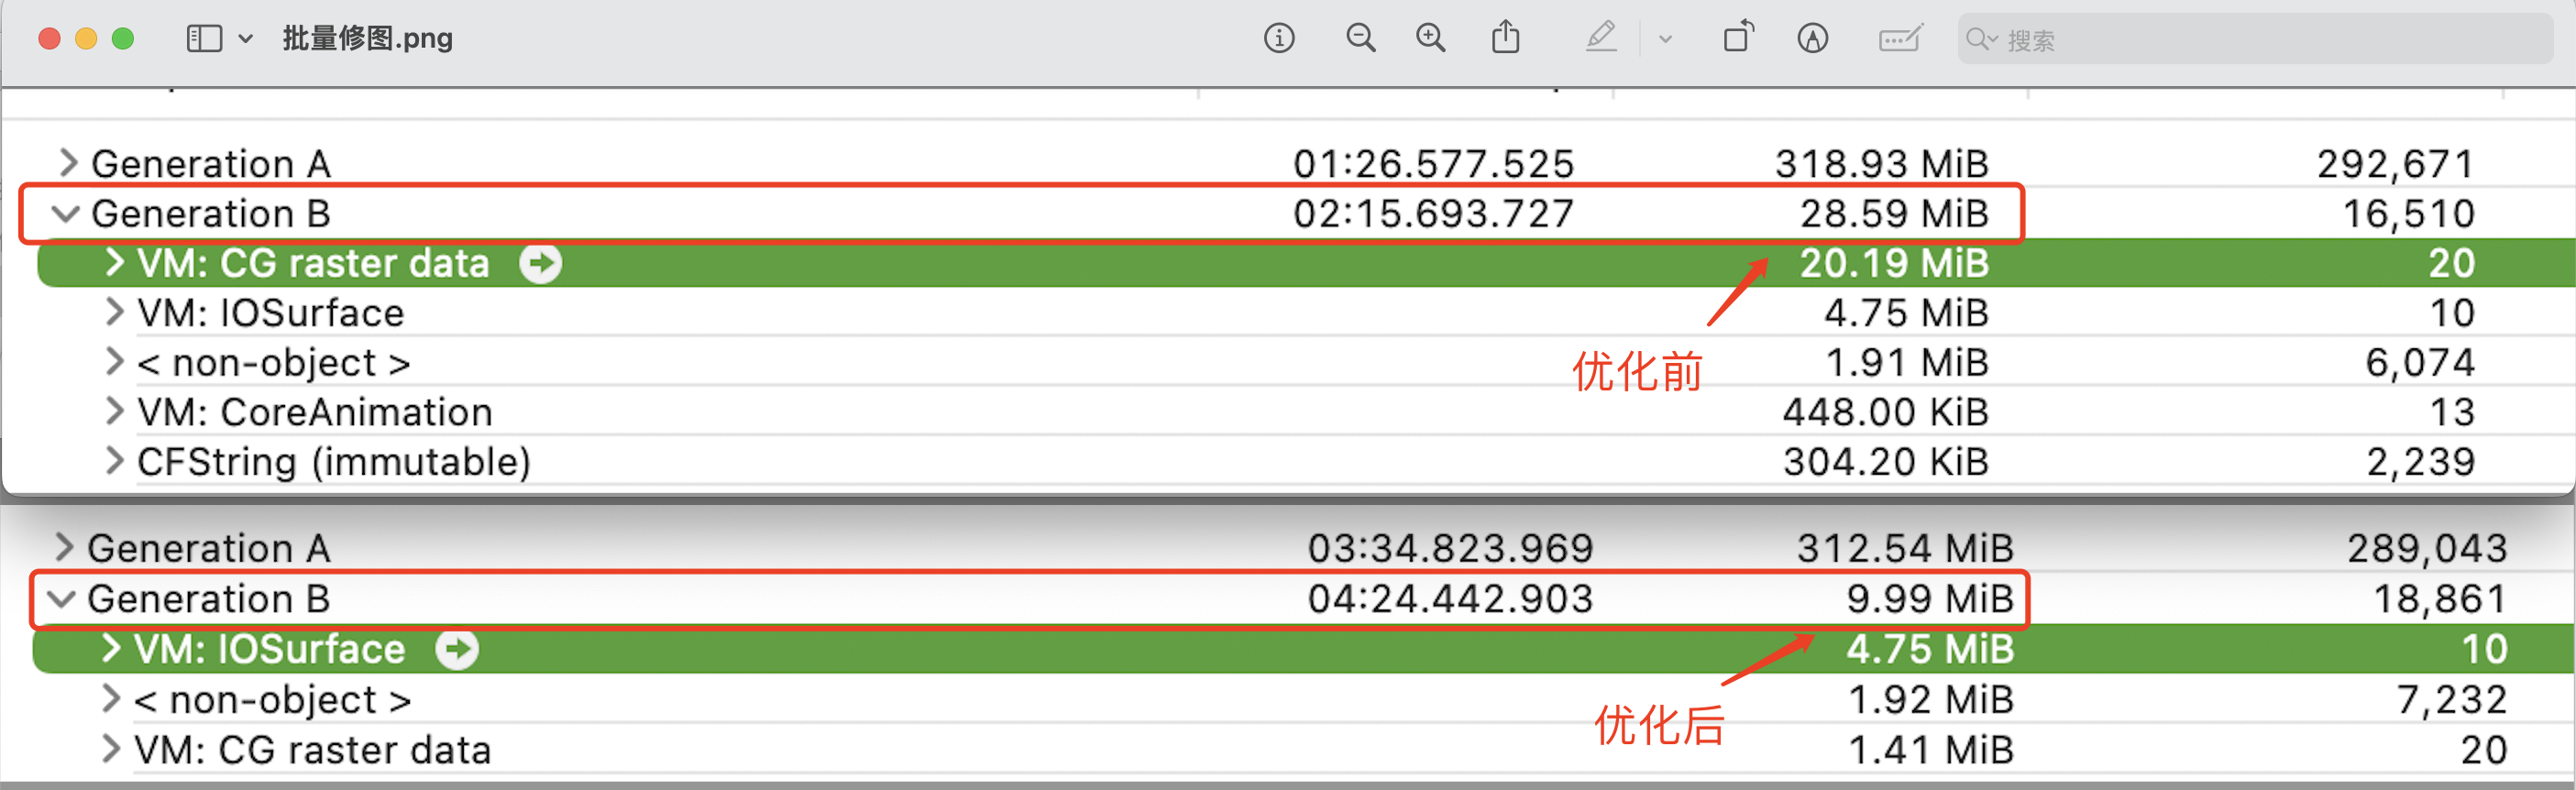 批量修图.png
搜索
Generation A 01:26.577.525 318.93 MiB 292,671
Generation B 02:15.693.727 28.59 MiB 16,510
VM: CG raster data 20.19 MiB 20
VM: IOSurface 4.75 MiB 10
< non-object > 1.91 MiB 6,074
优化前
VM: CoreAnimation 448.00 KiB 13
CFString (immutable) 304.20 KiB 2,239
Generation A 03:34.823.969 312.54 MiB 289,043
Generation B 04:24.442.903 9.99 MiB 18,861
VM: IOSurface 4.75 MiB 10
< non-object > 1.92 MiB 7,232
优化后
VM: CG raster data 1.41 MiB 20